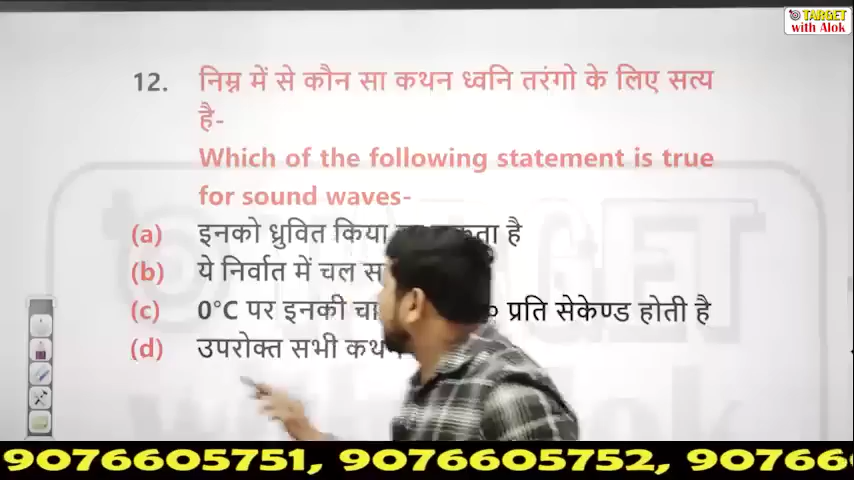 TARGET
with Alok
12. निम्न में से कौन सा कथन ध्वनि तरंगो के लिए सत्य
है-
Which of the following statement is true
for sound waves-
(a) इनको ध्रुवित किया है
(b) ये निर्वात में चल
(c) 0°C पर इनकी प्रति सेकेण्ड होती है
(d) उपरोक्त सभी
9076605751, 9076605752, 90766